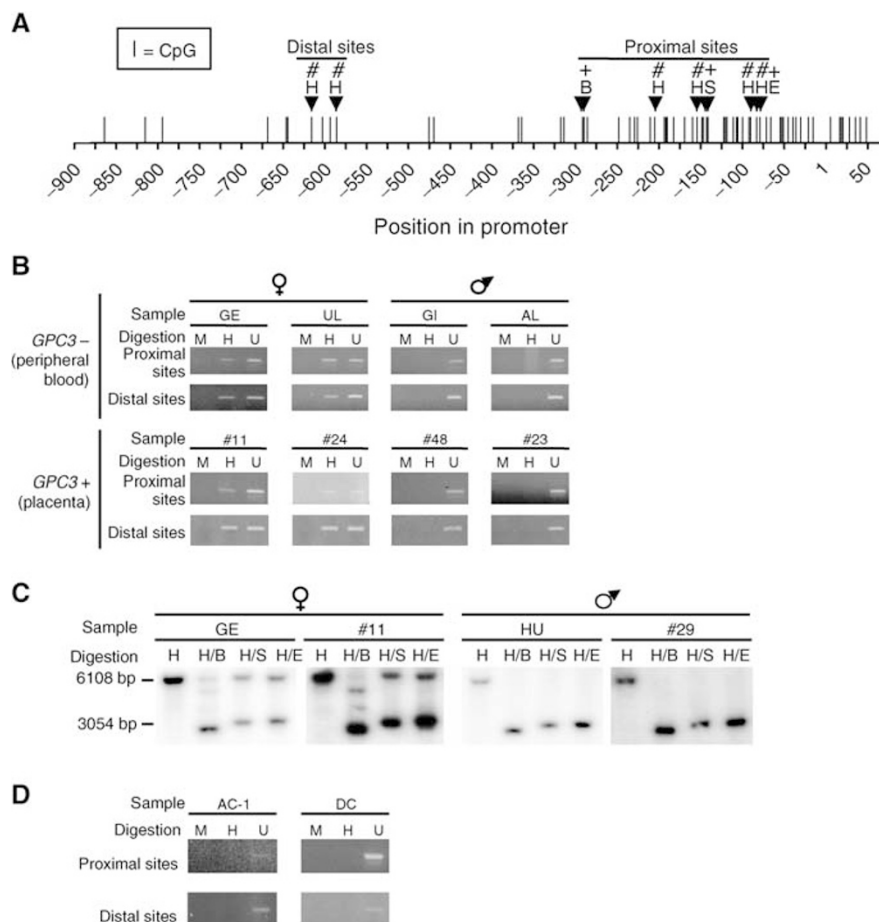 A
I = CpG
Distal sites
Proximal sites
# # + # #+ ##+
H H B H HS HHE
–900 –850 –800 –750 –700 –650 –600 –550 –500 –450 –400 –350 –300 –250 –200 –150 –100 –50 1 50
Position in promoter
B
♀ ♂
Sample GE UL GI AL
Digestion M H U M H U M H U M H U
GPC3 –
(peripheral
blood)
Proximal
sites
Distal sites
Sample #11 #24 #48 #23
Digestion M H U M H U M H U M H U
GPC3 +
(placenta)
Proximal
sites
Distal sites
C
♀ ♂
Sample GE #11 HU #29
Digestion H H/B H/S H/E H H/B H/S H/E H H/B H/S H/E H H/B H/S H/E
6108 bp
3054 bp
D
Sample AC-1 DC
Digestion M H U M H U
Proximal sites
Distal sites